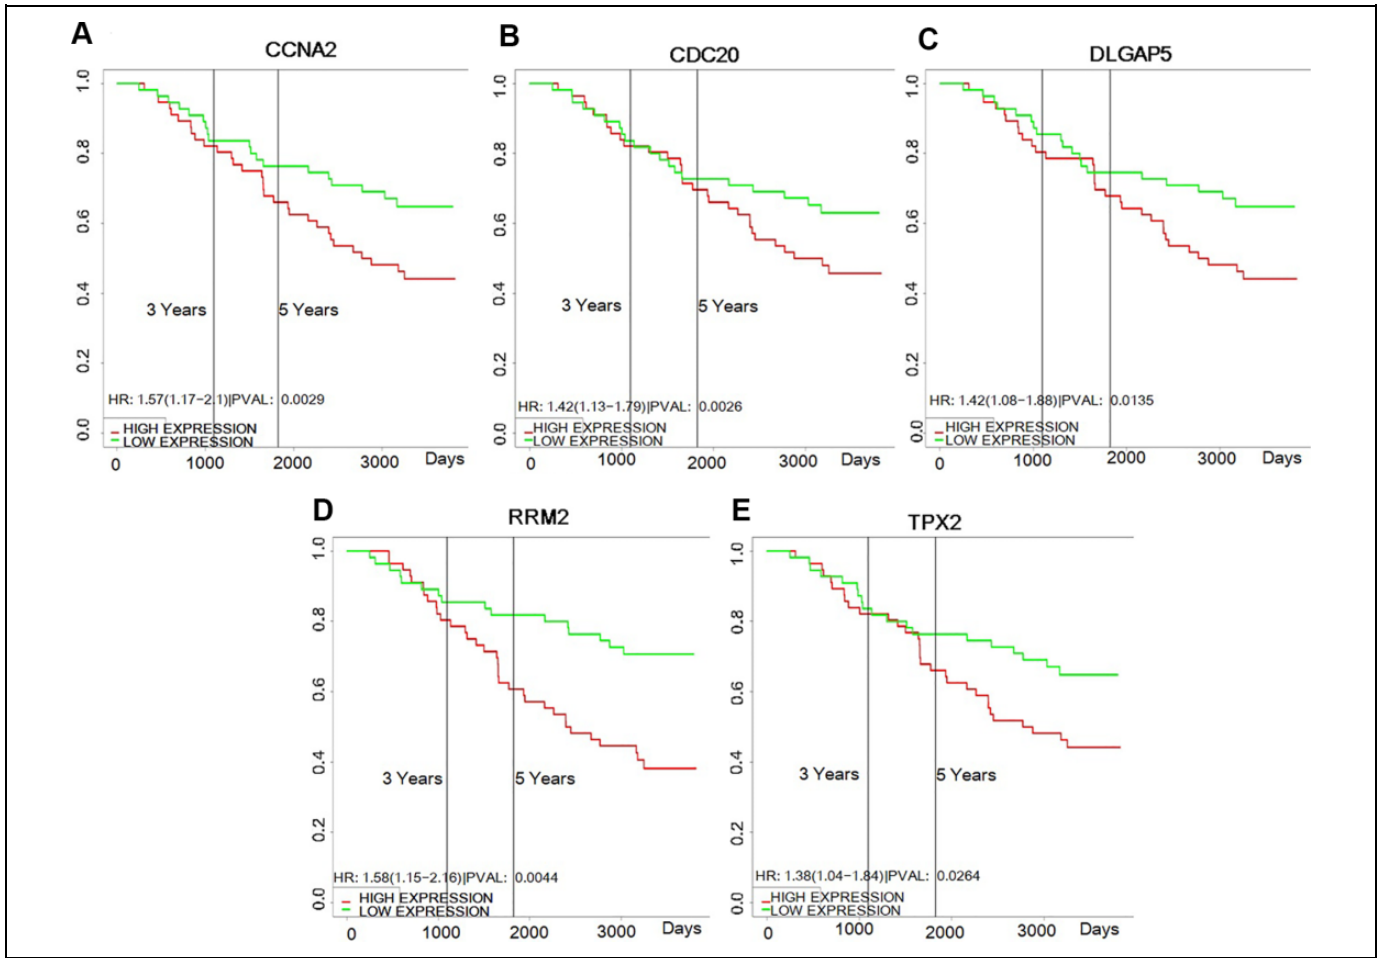 A
CCNA2
1.0
0.8
0.6
0.4
0.2
0.0
3 Years
5 Years
HR: 1.57(1.17−2.1)|PVAL: 0.0029
HIGH EXPRESSION
LOW EXPRESSION
0 1000 2000 3000 Days
B
CDC20
1.0
0.8
0.6
0.4
0.2
0.0
3 Years
5 Years
HR: 1.42(1.13−1.79)|PVAL: 0.0026
HIGH EXPRESSION
LOW EXPRESSION
0 1000 2000 3000 Days
C
DLGAP5
1.0
0.8
0.6
0.4
0.2
0.0
HR: 1.42(1.08−1.88)|PVAL: 0.0135
HIGH EXPRESSION
LOW EXPRESSION
0 1000 2000 3000 Days
D
RRM2
1.0
0.8
0.6
0.4
0.2
0.0
3 Years
5 Years
HR: 1.58(1.15−2.16)|PVAL: 0.0044
HIGH EXPRESSION
LOW EXPRESSION
0 1000 2000 3000 Days
E
TPX2
1.0
0.8
0.6
0.4
0.2
0.0
3 Years
5 Years
HR: 1.38(1.04−1.84)|PVAL: 0.0264
HIGH EXPRESSION
LOW EXPRESSION
0 1000 2000 3000 Days